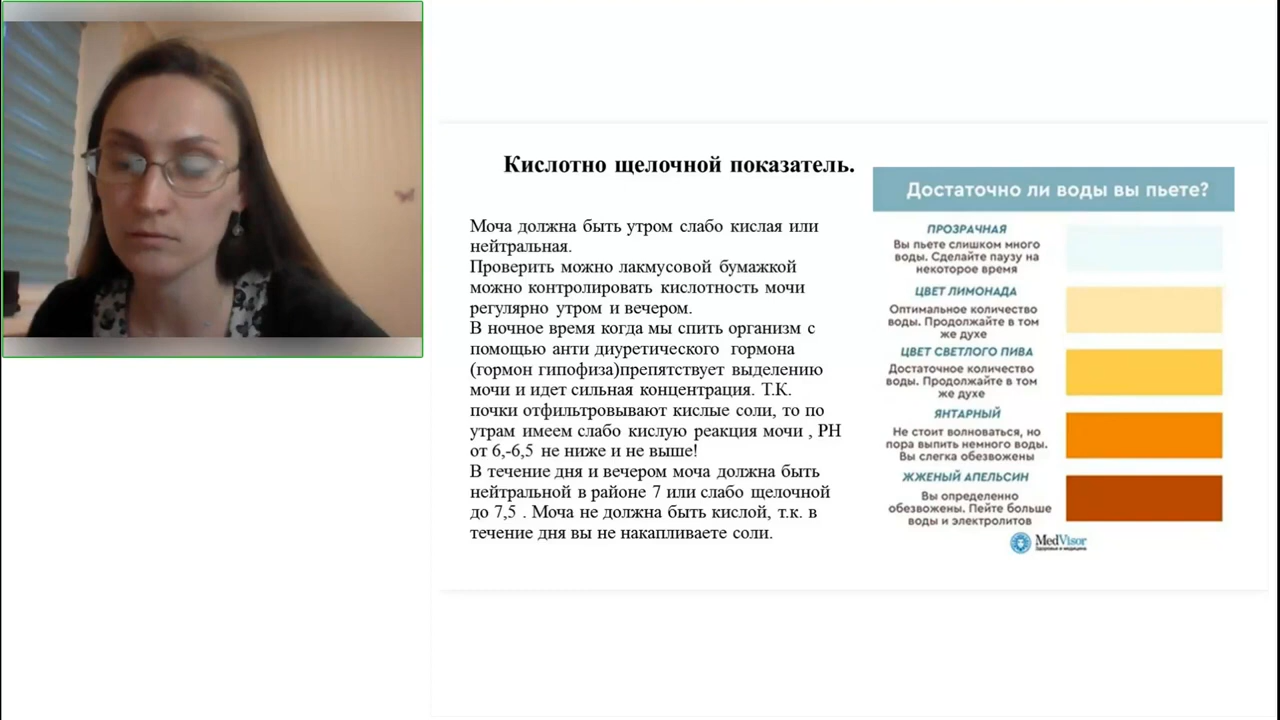 Кислотно щелочной показатель.
Моча должна быть утром слабо кислая или
нейтральная.
Проверить можно лакмусовой бумажкой
можно контролировать кислотность мочи
регулярно утром и вечером.
В ночное время когда мы спить организм с
помощью анти диуретического гормона
(гормон гипофиза)препятствует выделению
мочи и идет сильная концентрация. Т.К.
почки отфильтровывают кислые соли, то по
утрам имеем слабо кислую реакция мочи , РН
от 6,-6,5 не ниже и не выше!
В течение дня и вечером моча должна быть
нейтральной в районе 7 или слабо щелочной
до 7,5 . Моча не должна быть кислой, т.к. в
течение дня вы не накапливаете соли.
Достаточно ли воды вы пьете?
ПРОЗРАЧНАЯ
Вы пьете слишком много
воды. Сделайте паузу на
некоторое время
ЦВЕТ ЛИМОНАДА
Оптимальное количество
воды. Продолжайте в том
же духе
ЦВЕТ СВЕТЛОГО ПИВА
Достаточное количество
воды. Продолжайте в том
же духе
ЯНТАРНЫЙ
Не стоит волноваться, но
пора выпить немного воды.
Вы слегка обезвожены
ЖЖЕНЫЙ АПЕЛЬСИН
Вы определенно
обезвожены. Пейте больше
воды и электролитов
MedVisor
Здоровье и медицина